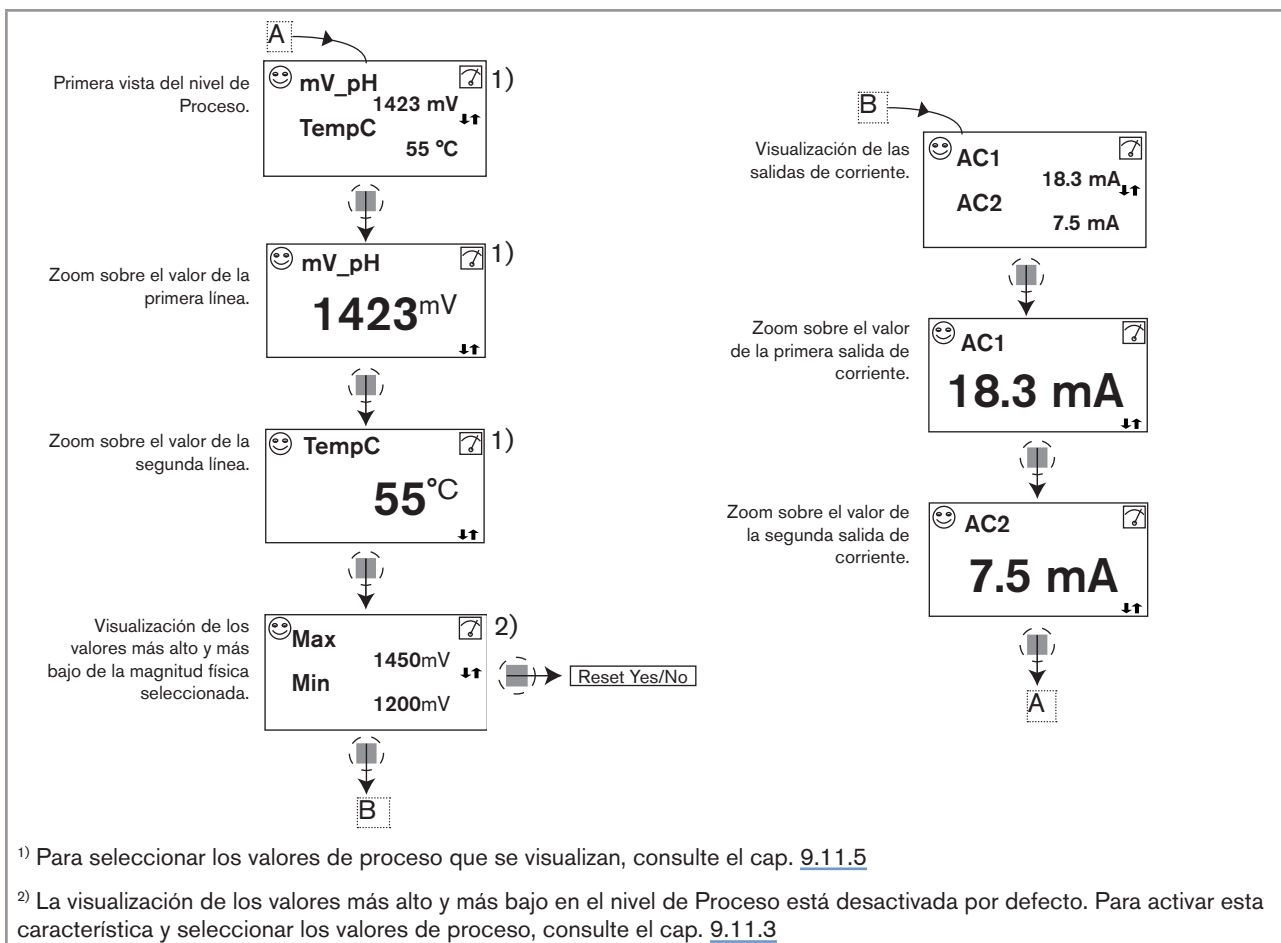 A
Primera vista del nivel de
Proceso.
mV_pH
1423 mV
TempC
55 °C
1)
Zoom sobre el valor de la
primera línea.
mV_pH
1423mV
1)
Zoom sobre el valor de la
segunda línea.
TempC
55°C
1)
Visualización de los
valores más alto y más
bajo de la magnitud física
seleccionada.
Max
1450mV
Min
1200mV
2)
Reset Yes/No
B
B
Visualización de las
salidas de corriente.
AC1
18.3 mA
AC2
7.5 mA
Zoom sobre el valor
de la primera salida de
corriente.
AC1
18.3 mA
Zoom sobre el valor de
la segunda salida de
corriente.
AC2
7.5 mA
A
1) Para seleccionar los valores de proceso que se visualizan, consulte el cap. 9.11.5
2) La visualización de los valores más alto y más bajo en el nivel de Proceso está desactivada por defecto. Para activar esta
característica y seleccionar los valores de proceso, consulte el cap. 9.11.3